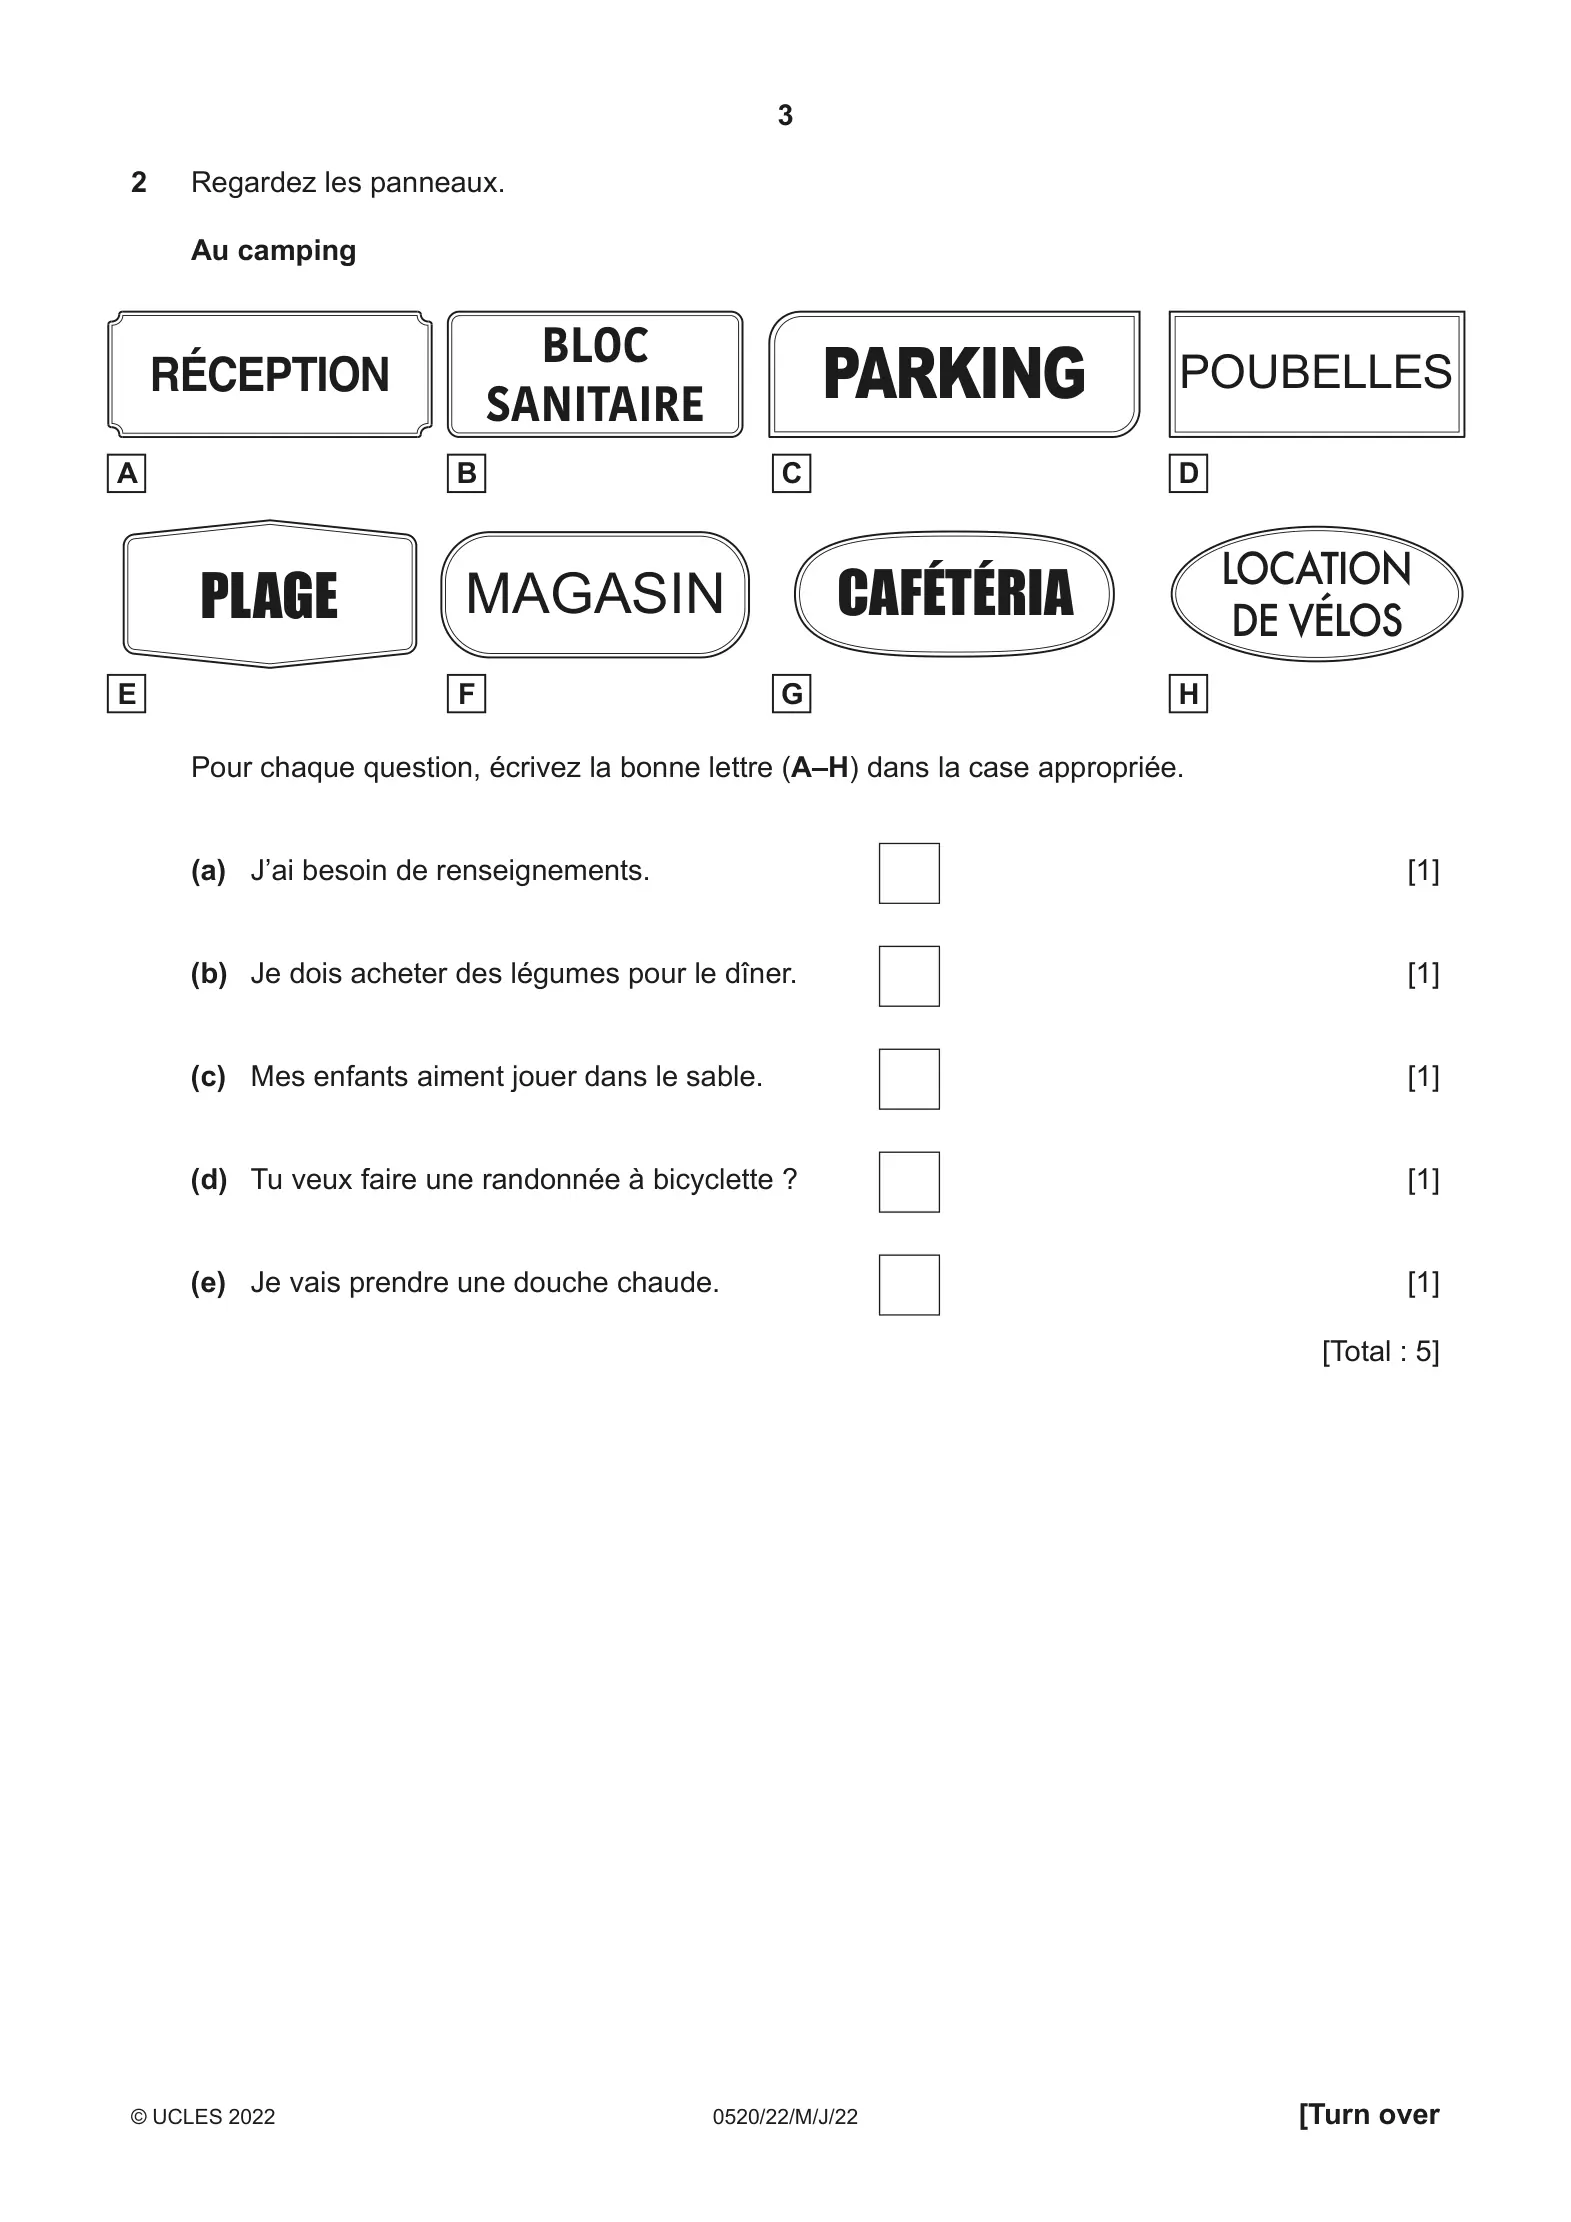 3
2 Regardez les panneaux.
Au camping
RÉCEPTION
BLOC
SANITAIRE
PARKING
POUBELLES
A
B
C
D
PLAGE
MAGASIN
CAFÉTÉRIA
LOCATION
DE VÉLOS
E
F
G
H
Pour chaque question, écrivez la bonne lettre (A–H) dans la case appropriée.
(a) J’ai besoin de renseignements. [1]
(b) Je dois acheter des légumes pour le dîner. [1]
(c) Mes enfants aiment jouer dans le sable. [1]
(d) Tu veux faire une randonnée à bicyclette ? [1]
(e) Je vais prendre une douche chaude. [1]
[Total : 5]
© UCLES 2022 0520/22/M/J/22 [Turn over